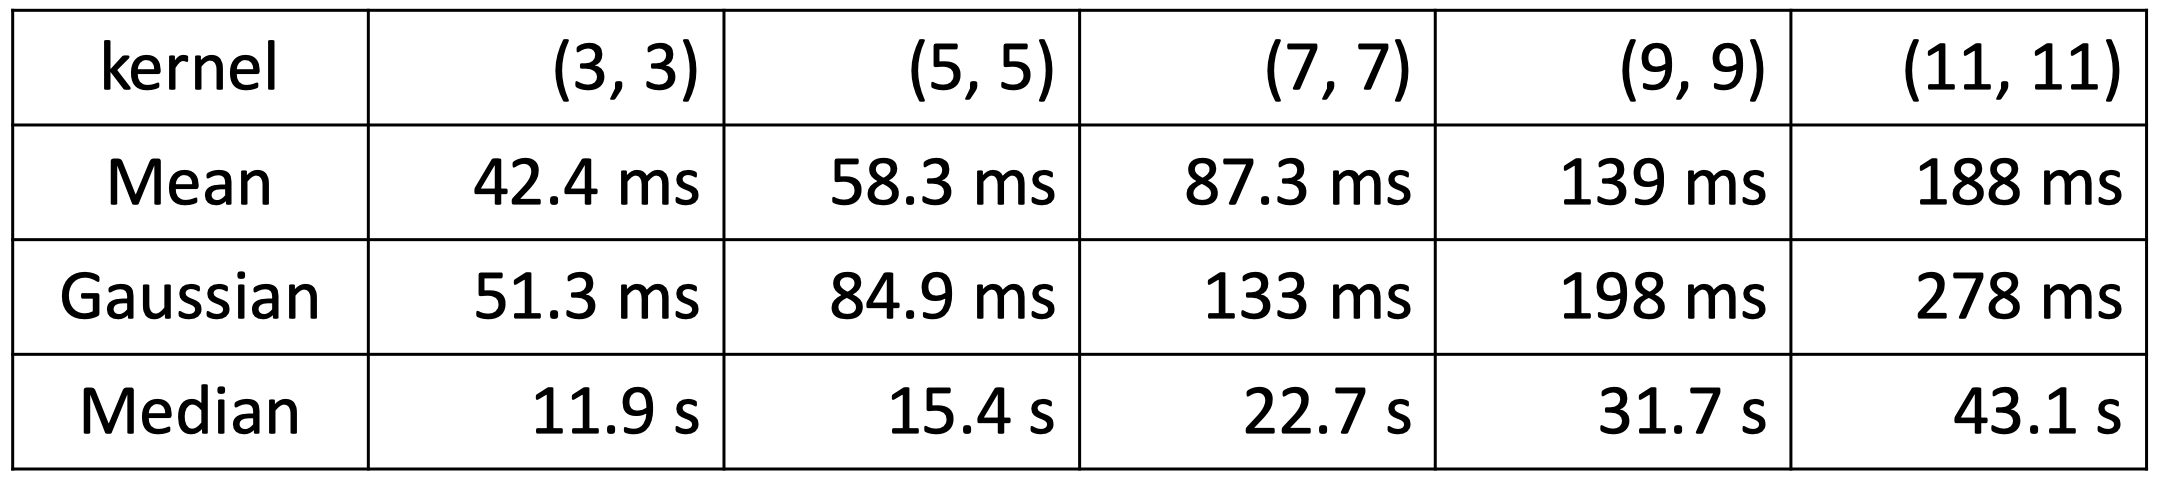 kernel (3, 3) (5, 5) (7, 7) (9, 9) (11, 11)
Mean 42.4 ms 58.3 ms 87.3 ms 139 ms 188 ms
Gaussian 51.3 ms 84.9 ms 133 ms 198 ms 278 ms
Median 11.9 s 15.4 s 22.7 s 31.7 s 43.1 s